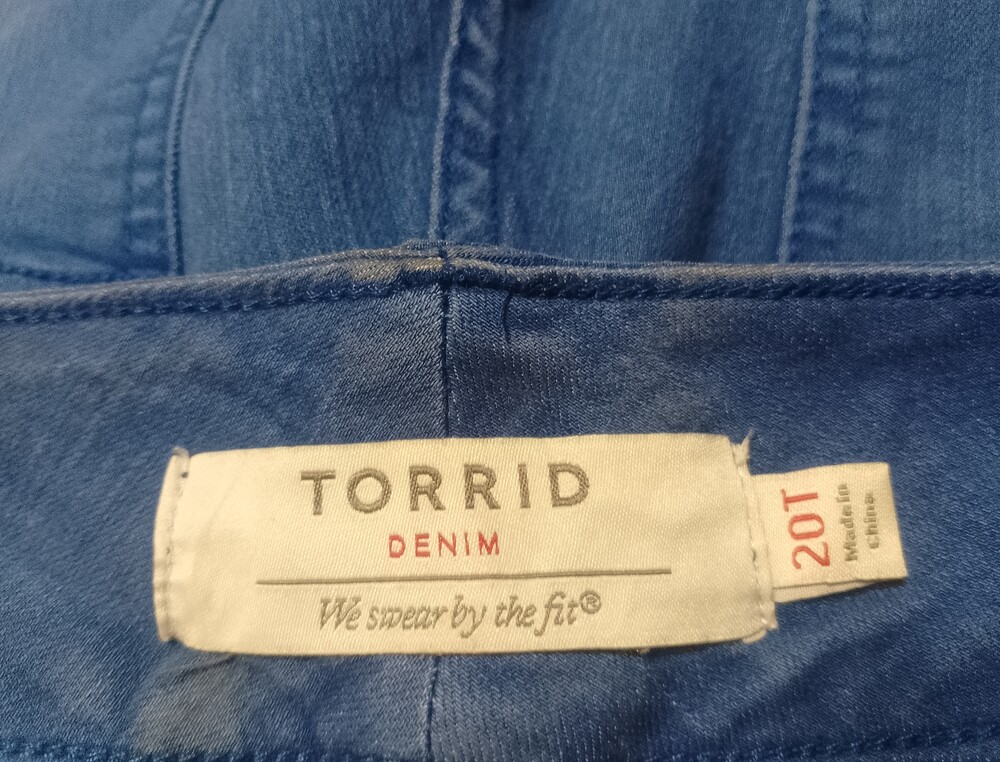 TORRID
DENIM
We swear by the fit®
20T
Made in
China